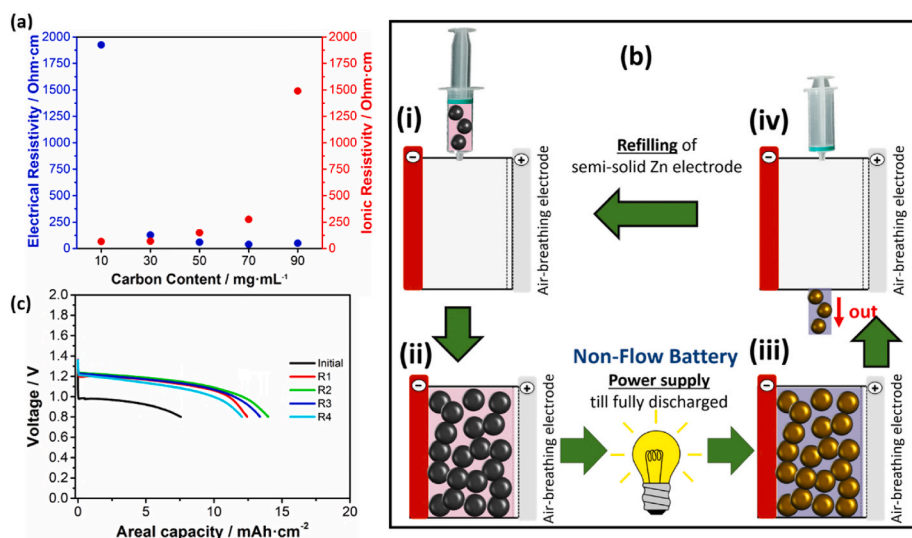 (a)
2000
1750
1500
1250
1000
750
500
250
0
Electrical Resistivity / Ohm·cm
10 30 50 70 90
Carbon Content / mg·mL⁻¹
2000
1750
1500
1250
1000
750
500
250
0
Ionic Resistivity / Ohm·cm
(c)
2.0
1.8
1.6
1.4
1.2
1.0
0.8
0.6
0.4
0.2
0.0
Voltage / V
Initial
R1
R2
R3
R4
0 5 10 15 20
Areal capacity / mAh·cm⁻²
(b)
(i)
−
+
Air-breathing electrode
Refilling of
semi-solid Zn electrode
(iv)
−
+
Air-breathing electrode
out
(ii)
−
+
Air-breathing electrode
Non-Flow Battery
Power supply
till fully discharged
(iii)
−
+
Air-breathing electrode